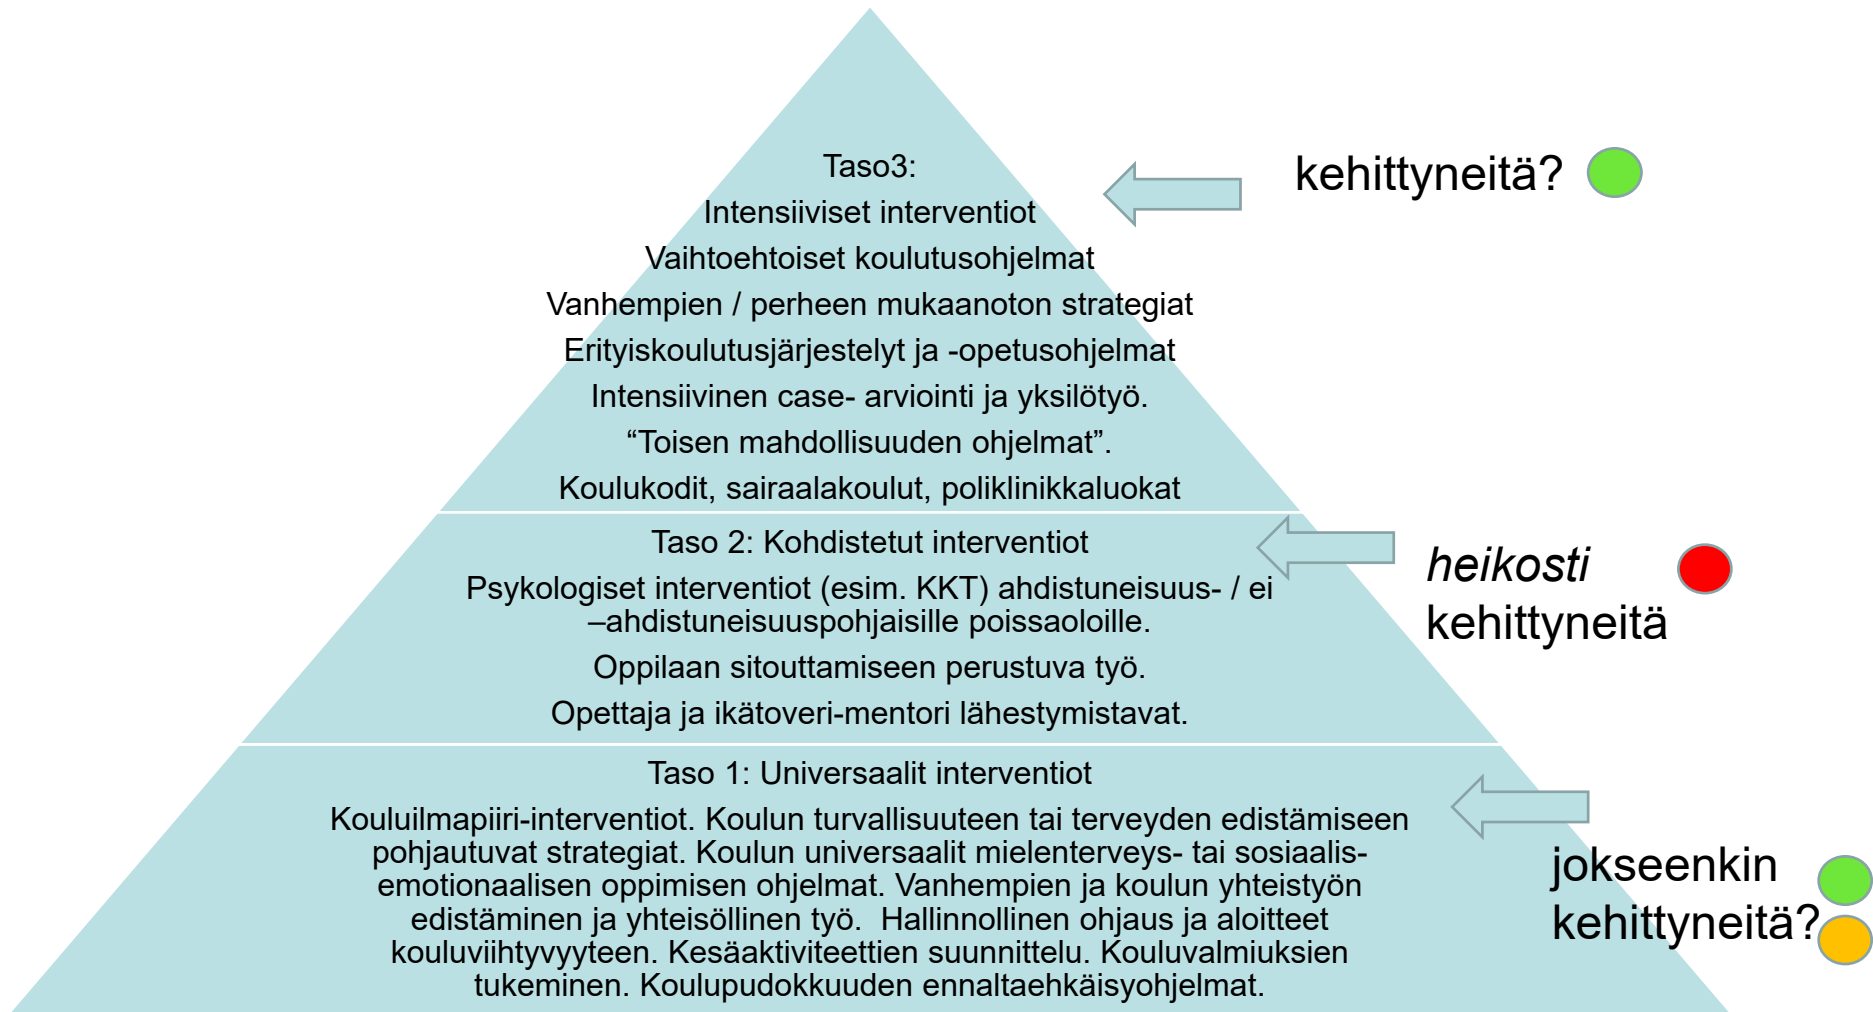 Taso3:
Intensiiviset interventiot
Vaihtoehtoiset koulutusohjelmat
Vanhempien / perheen mukaanoton strategiat
Erityiskoulutusjärjestelyt ja -opetusohjelmat
Intensiivinen case- arviointi ja yksilötyö.
“Toisen mahdollisuuden ohjelmat”.
Koulukodit, sairaalakoulut, poliklinikkaluokat
kehittyneitä?
Taso 2: Kohdistetut interventiot
Psykologiset interventiot (esim. KKT) ahdistuneisuus- / ei
–ahdistuneisuuspohjaisille poissaoloille.
Oppilaan sitouttamiseen perustuva työ.
Opettaja ja ikätoveri-mentori lähestymistavat.
heikosti
kehittyneitä
Taso 1: Universaalit interventiot
Kouluilmapiiri-interventiot. Koulun turvallisuuteen tai terveyden edistämiseen
pohjautuvat strategiat. Koulun universaalit mielenterveys- tai sosiaalis-
emotionaalisen oppimisen ohjelmat. Vanhempien ja koulun yhteistyön
edistäminen ja yhteisöllinen työ.  Hallinnollinen ohjaus ja aloitteet
kouluviihtyvyyteen. Kesäaktiviteettien suunnittelu. Kouluvalmiuksien
tukeminen. Koulupudokkuuden ennaltaehkäisyohjelmat.
jokseenkin
kehittyneitä?